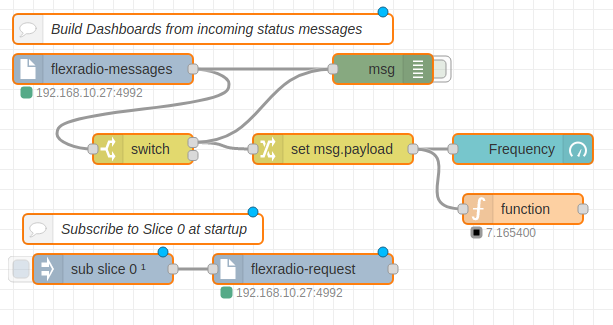 Build Dashboards from incoming status messages
flexradio-messages
msg
192.168.10.27:4992
switch
set msg.payload
Frequency
function
7.165400
Subscribe to Slice 0 at startup
sub slice 0 ¹
flexradio-request
192.168.10.27:4992